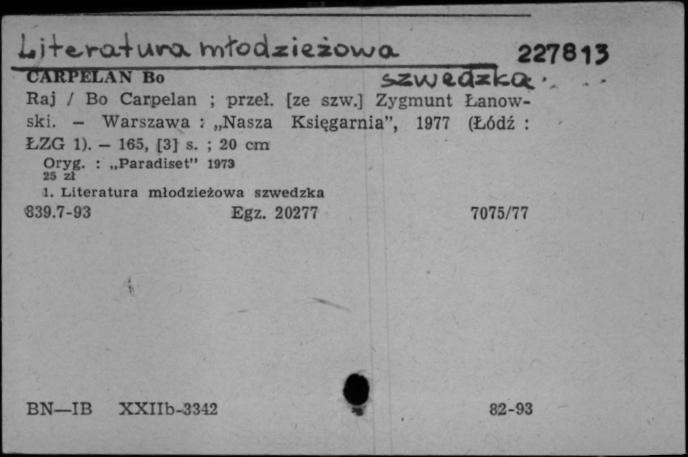 Literatura młodzieżowa 227813
szwedzka
CARPELAN Bo
Raj / Bo Carpelan ; przeł. [ze szw.] Zygmunt Łanow-
ski. — Warszawa : „Nasza Księgarnia”, 1977 (Łódź :
ŁZG 1). — 165, [3] s. ; 20 cm
Oryg. : „Paradiset” 1973
25 zł
1. Literatura młodzieżowa szwedzka
839.7-93 Egz. 20277 7075/77
BN—IB XXIIb-3342 82-93